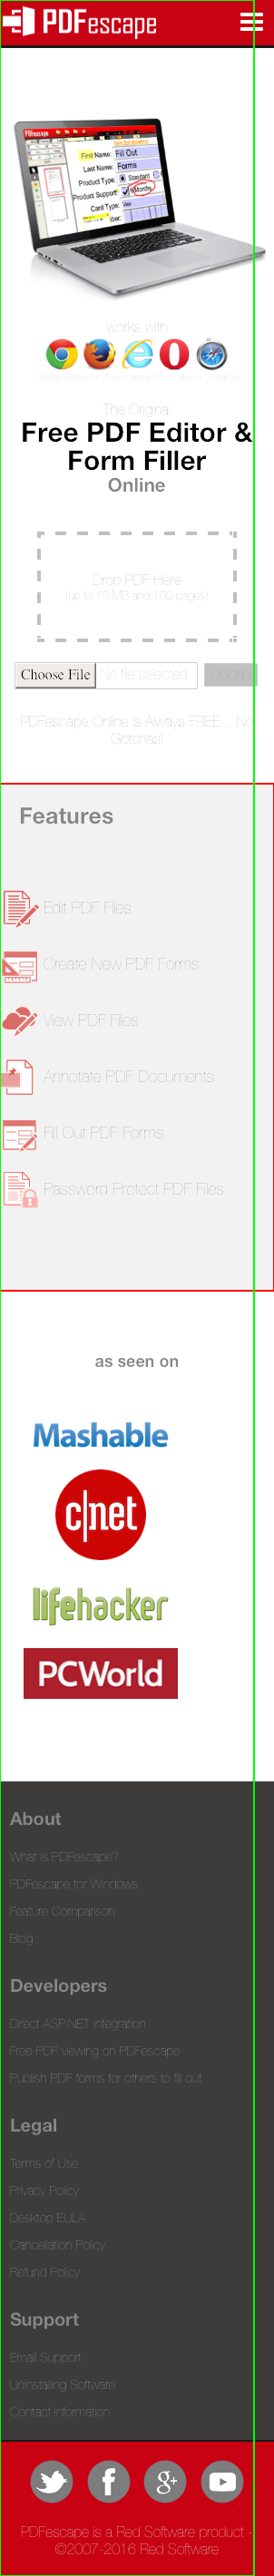 PDFescape
PDFescape
First Name: Fill Out
Last Name: Forms
Product Type: Standard
Card Type:
works with
The Original
Free PDF Editor &
Form Filler
Online
Drop PDF Here
(up to 10 MB and 100 pages)
Choose File No file selected. Upload
PDFescape Online is Always FREE... No
Gotchas!
Features
Edit PDF Files
Create New PDF Forms
View PDF Files
Annotate PDF Documents
Fill Out PDF Forms
Password Protect PDF Files
as seen on
Mashable
c|net
lifehacker
PCWorld
About
What is PDFescape?
PDFescape for Windows
Feature Comparison
Blog
Developers
Direct ASP.NET integration
Free PDF viewing on PDFescape
Publish PDF forms for others to fill out
Legal
Terms of Use
Privacy Policy
Desktop EULA
Cancellation Policy
Refund Policy
Support
Email Support
Uninstalling Software
Contact Information
PDFescape is a Red Software product -
©2007-2016 Red Software